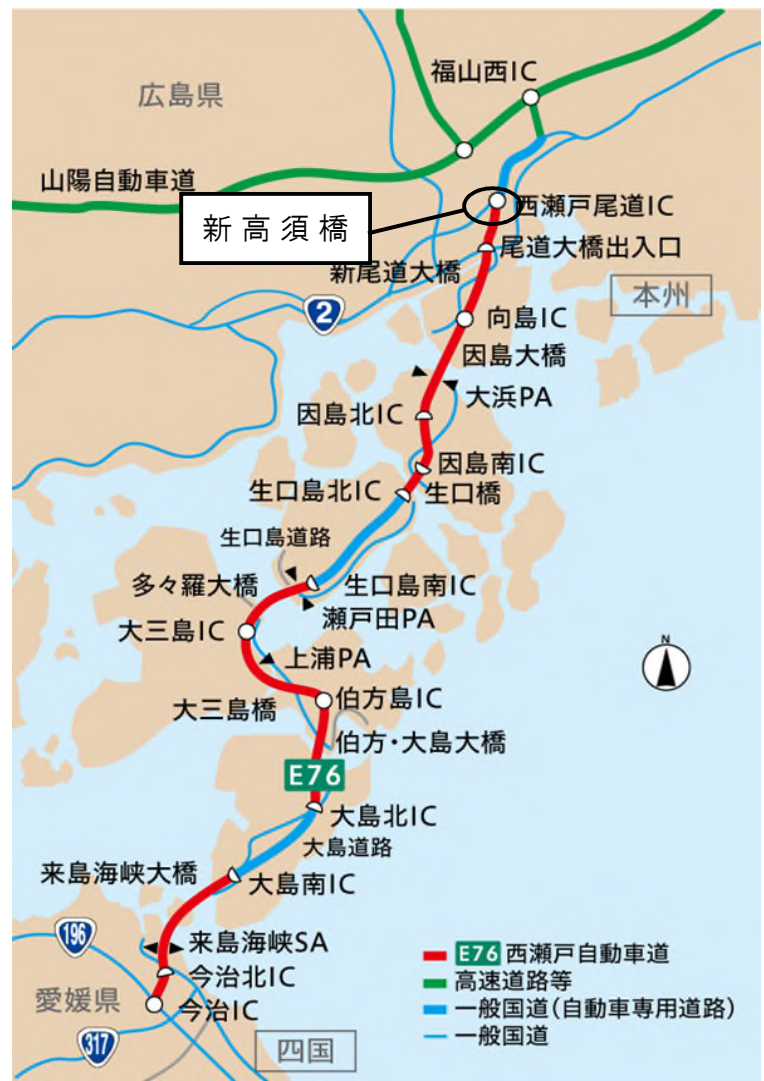 福山西IC
広島県
山陽自動車道
新高須橋
西瀬戸尾道IC
尾道大橋出入口
新尾道大橋
本州
2
向島IC
因島大橋
大浜PA
因島北IC
因島南IC
生口島北IC
生口橋
生口島道路
多々羅大橋
生口島南IC
瀬戸田PA
大三島IC
N
上浦PA
大三島橋
伯方島IC
伯方・大島大橋
E76
大島北IC
大島道路
来島海峡大橋
大島南IC
196
来島海峡SA
今治北IC
愛媛県
今治IC
317
四国
E76 西瀬戸自動車道
高速道路等
一般国道(自動車専用道路)
一般国道